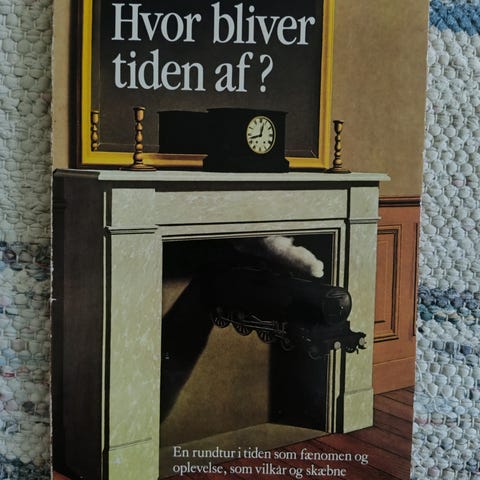 Hvor bliver
tiden af?
En rundtur i tiden som fænomen og
oplevelse, som vilkår og skæbne